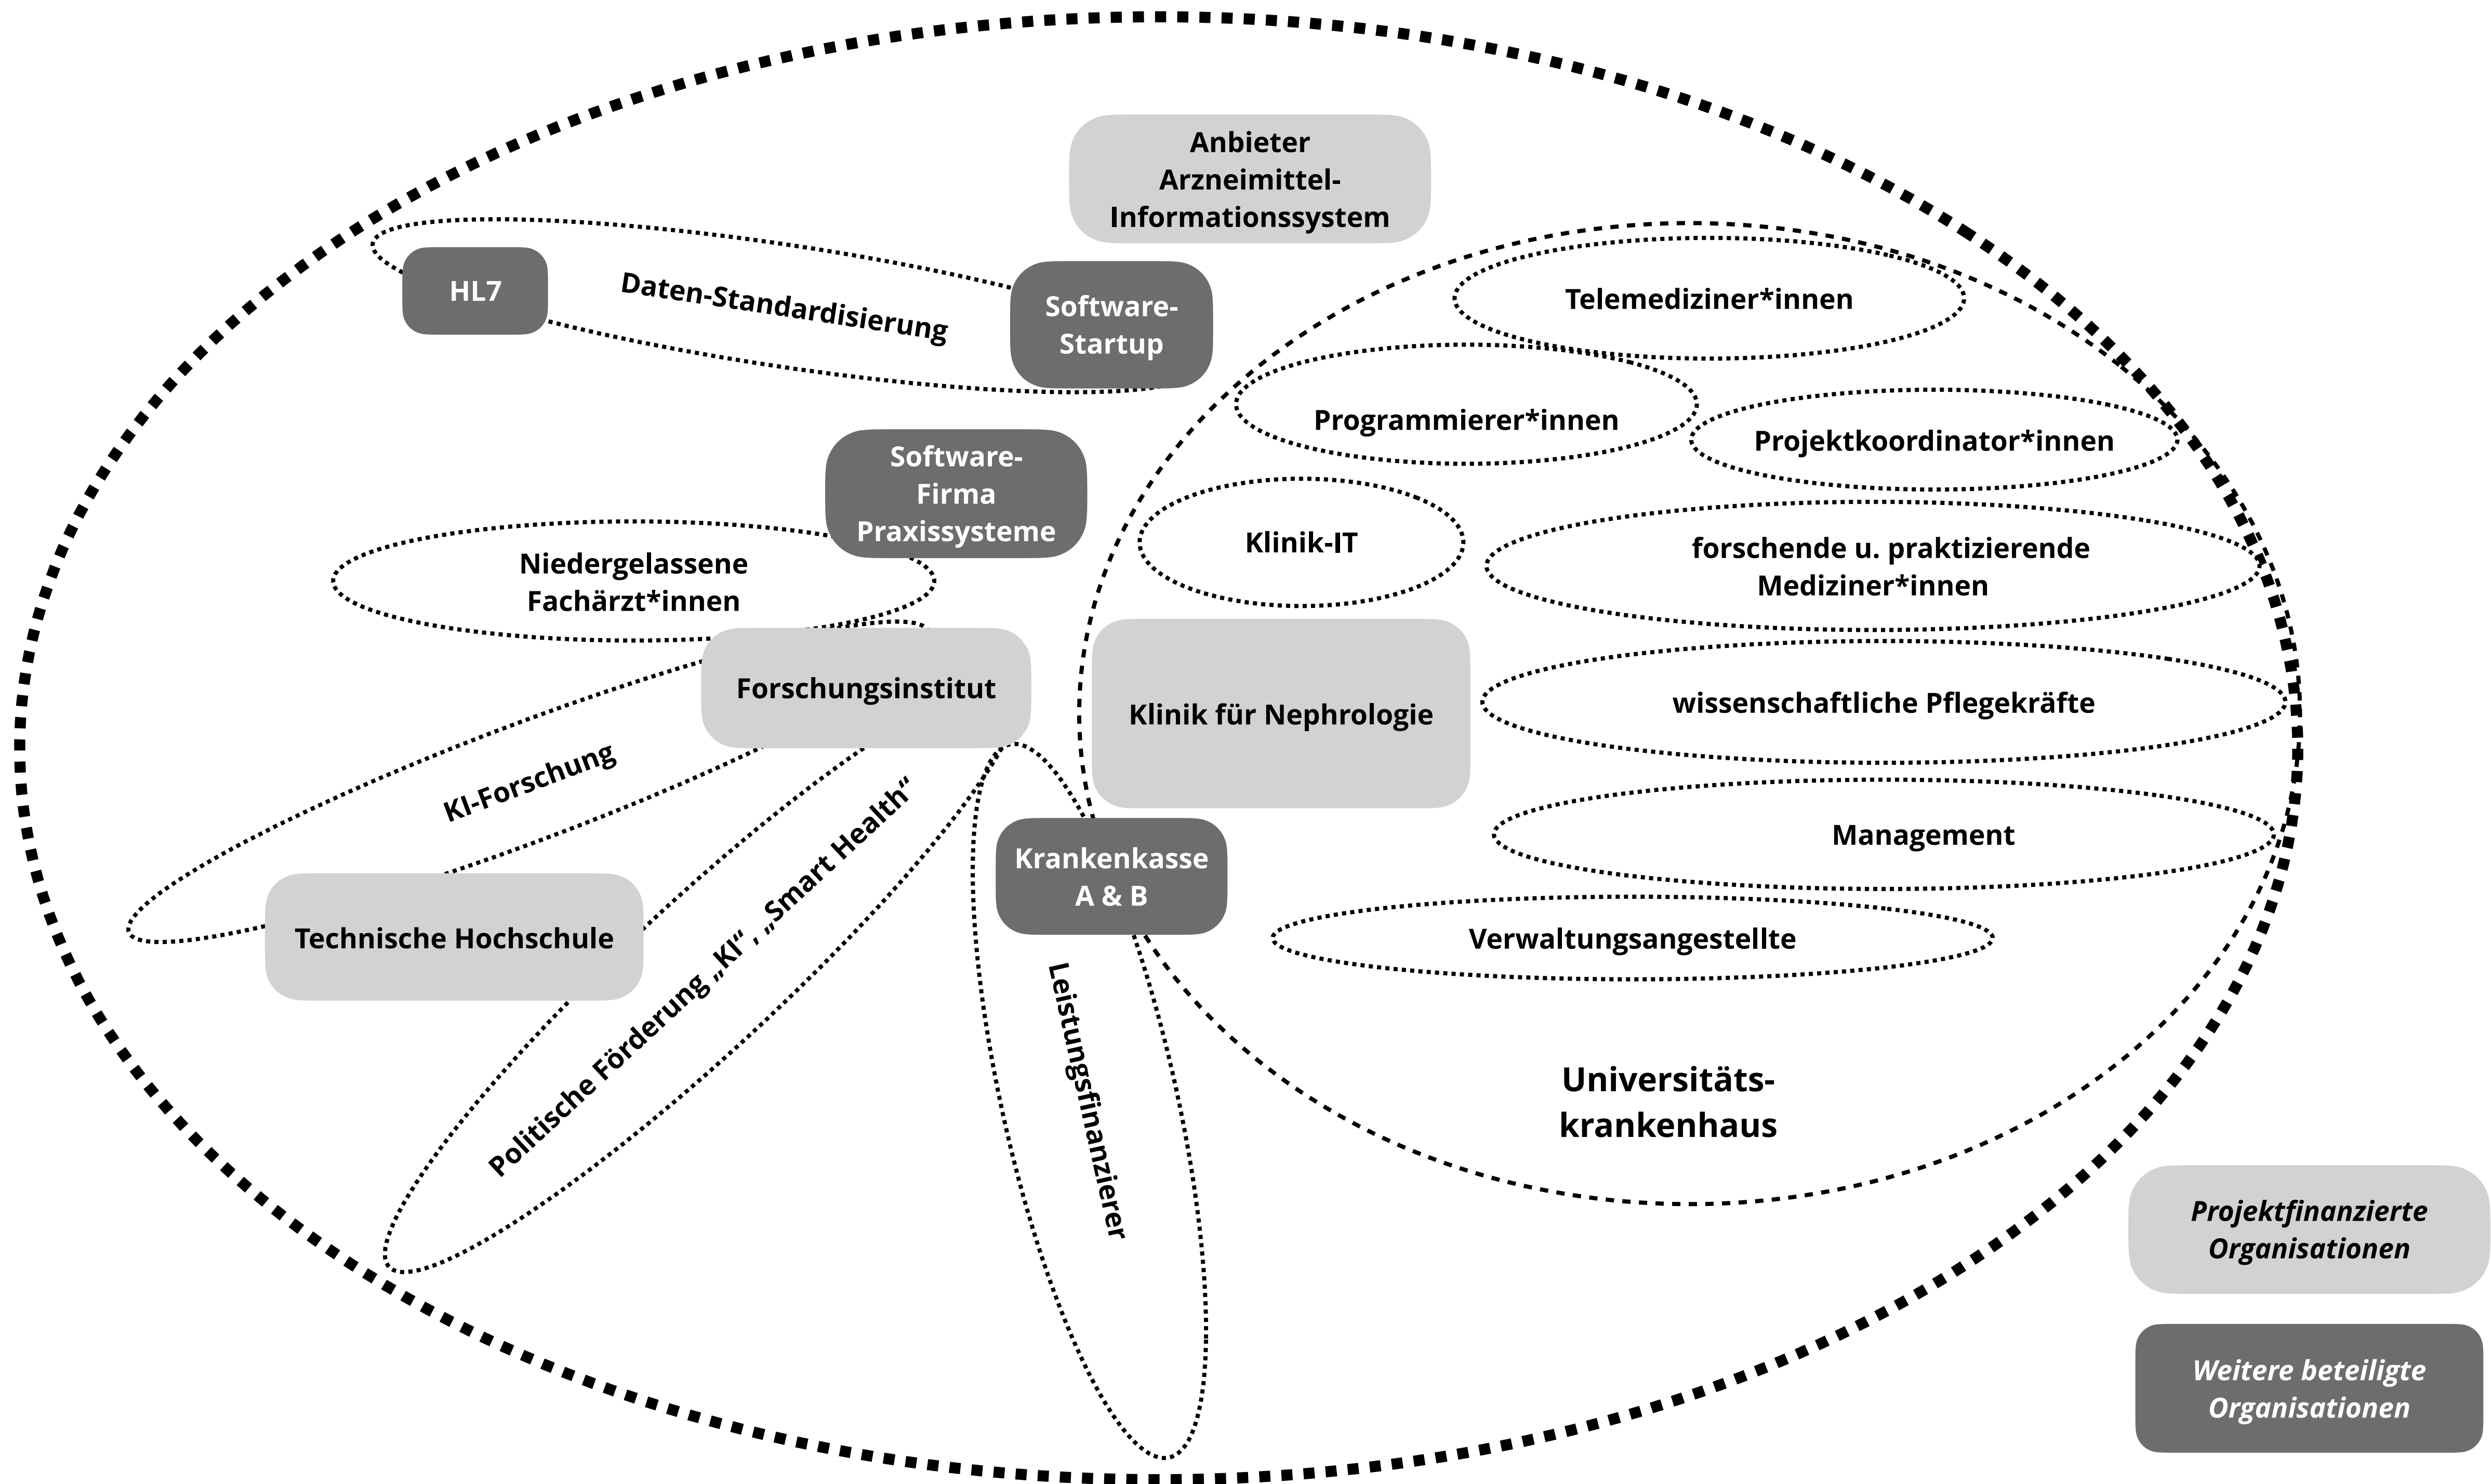 Anbieter
Arzneimittel-
Informationssystem
HL7
Daten-Standardisierung
Software-
Startup
Telemediziner*innen
Programmierer*innen
Projektkoordinator*innen
Software-
Firma
Praxissysteme
Klinik-IT
forschende u. praktizierende
Mediziner*innen
Niedergelassene
Fachärzt*innen
Forschungsinstitut
Klinik für Nephrologie
wissenschaftliche Pflegekräfte
KI-Forschung
Management
Krankenkasse
A & B
Technische Hochschule
Politische Förderung „KI“, „Smart Health“
Verwaltungsangestellte
Leistungsfinanzierer
Universitäts-
krankenhaus
Projektfinanzierte
Organisationen
Weitere beteiligte
Organisationen